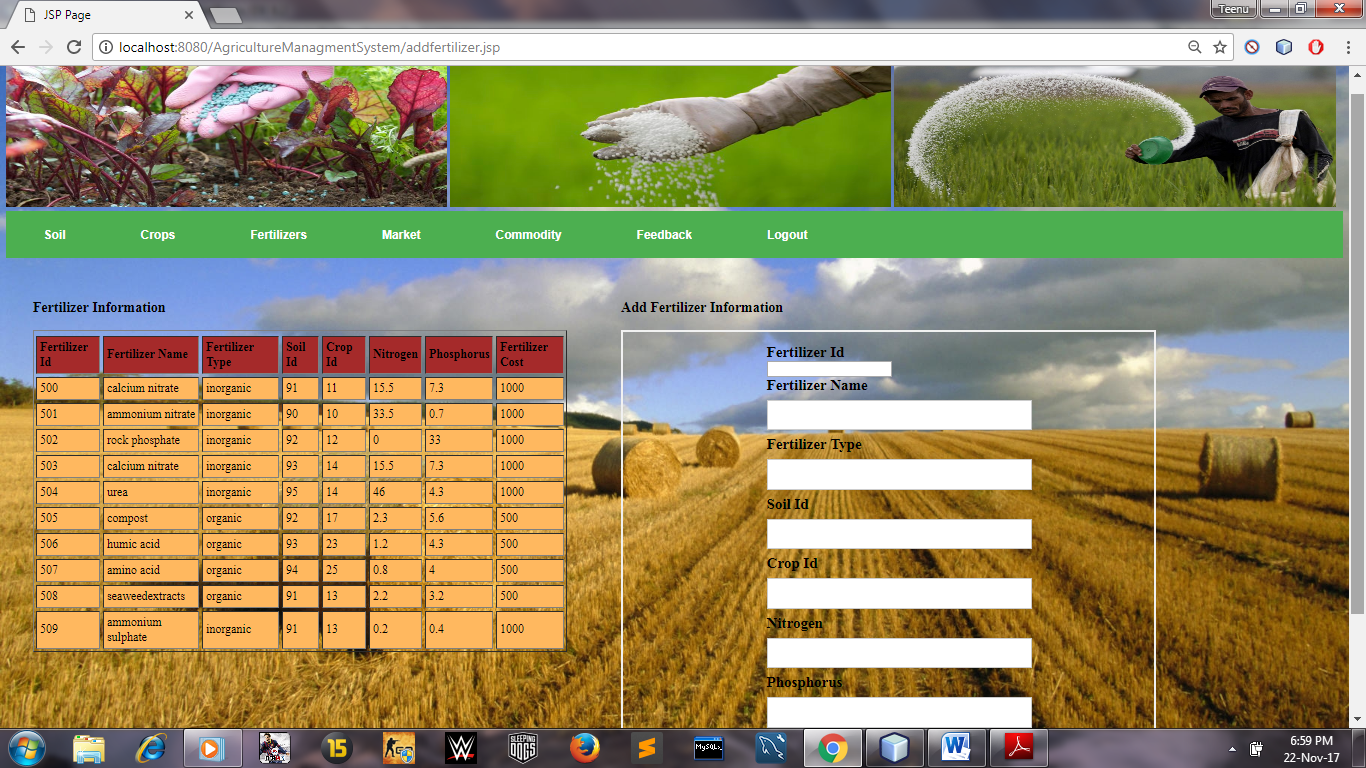 JSP Page
Teenu
localhost:8080/AgricultureManagmentSystem/addfertilizer.jsp
Soil Crops Fertilizers Market Commodity Feedback Logout
Fertilizer Information
Fertilizer Id Fertilizer Name Fertilizer Type Soil Id Crop Id Nitrogen Phosphorus Fertilizer Cost
500 calcium nitrate inorganic 91 11 15.5 7.3 1000
501 ammonium nitrate inorganic 90 10 33.5 0.7 1000
502 rock phosphate inorganic 92 12 0 33 1000
503 calcium nitrate inorganic 93 14 15.5 7.3 1000
504 urea inorganic 95 14 46 4.3 1000
505 compost organic 92 17 2.3 5.6 500
506 humic acid organic 93 23 1.2 4.3 500
507 amino acid organic 94 25 0.8 4 500
508 seaweedextracts organic 91 13 2.2 3.2 500
509 ammonium sulphate inorganic 91 13 0.2 0.4 1000
Add Fertilizer Information
Fertilizer Id
Fertilizer Name
Fertilizer Type
Soil Id
Crop Id
Nitrogen
Phosphorus
15
SLEEPING DOGS
6:59 PM
22-Nov-17